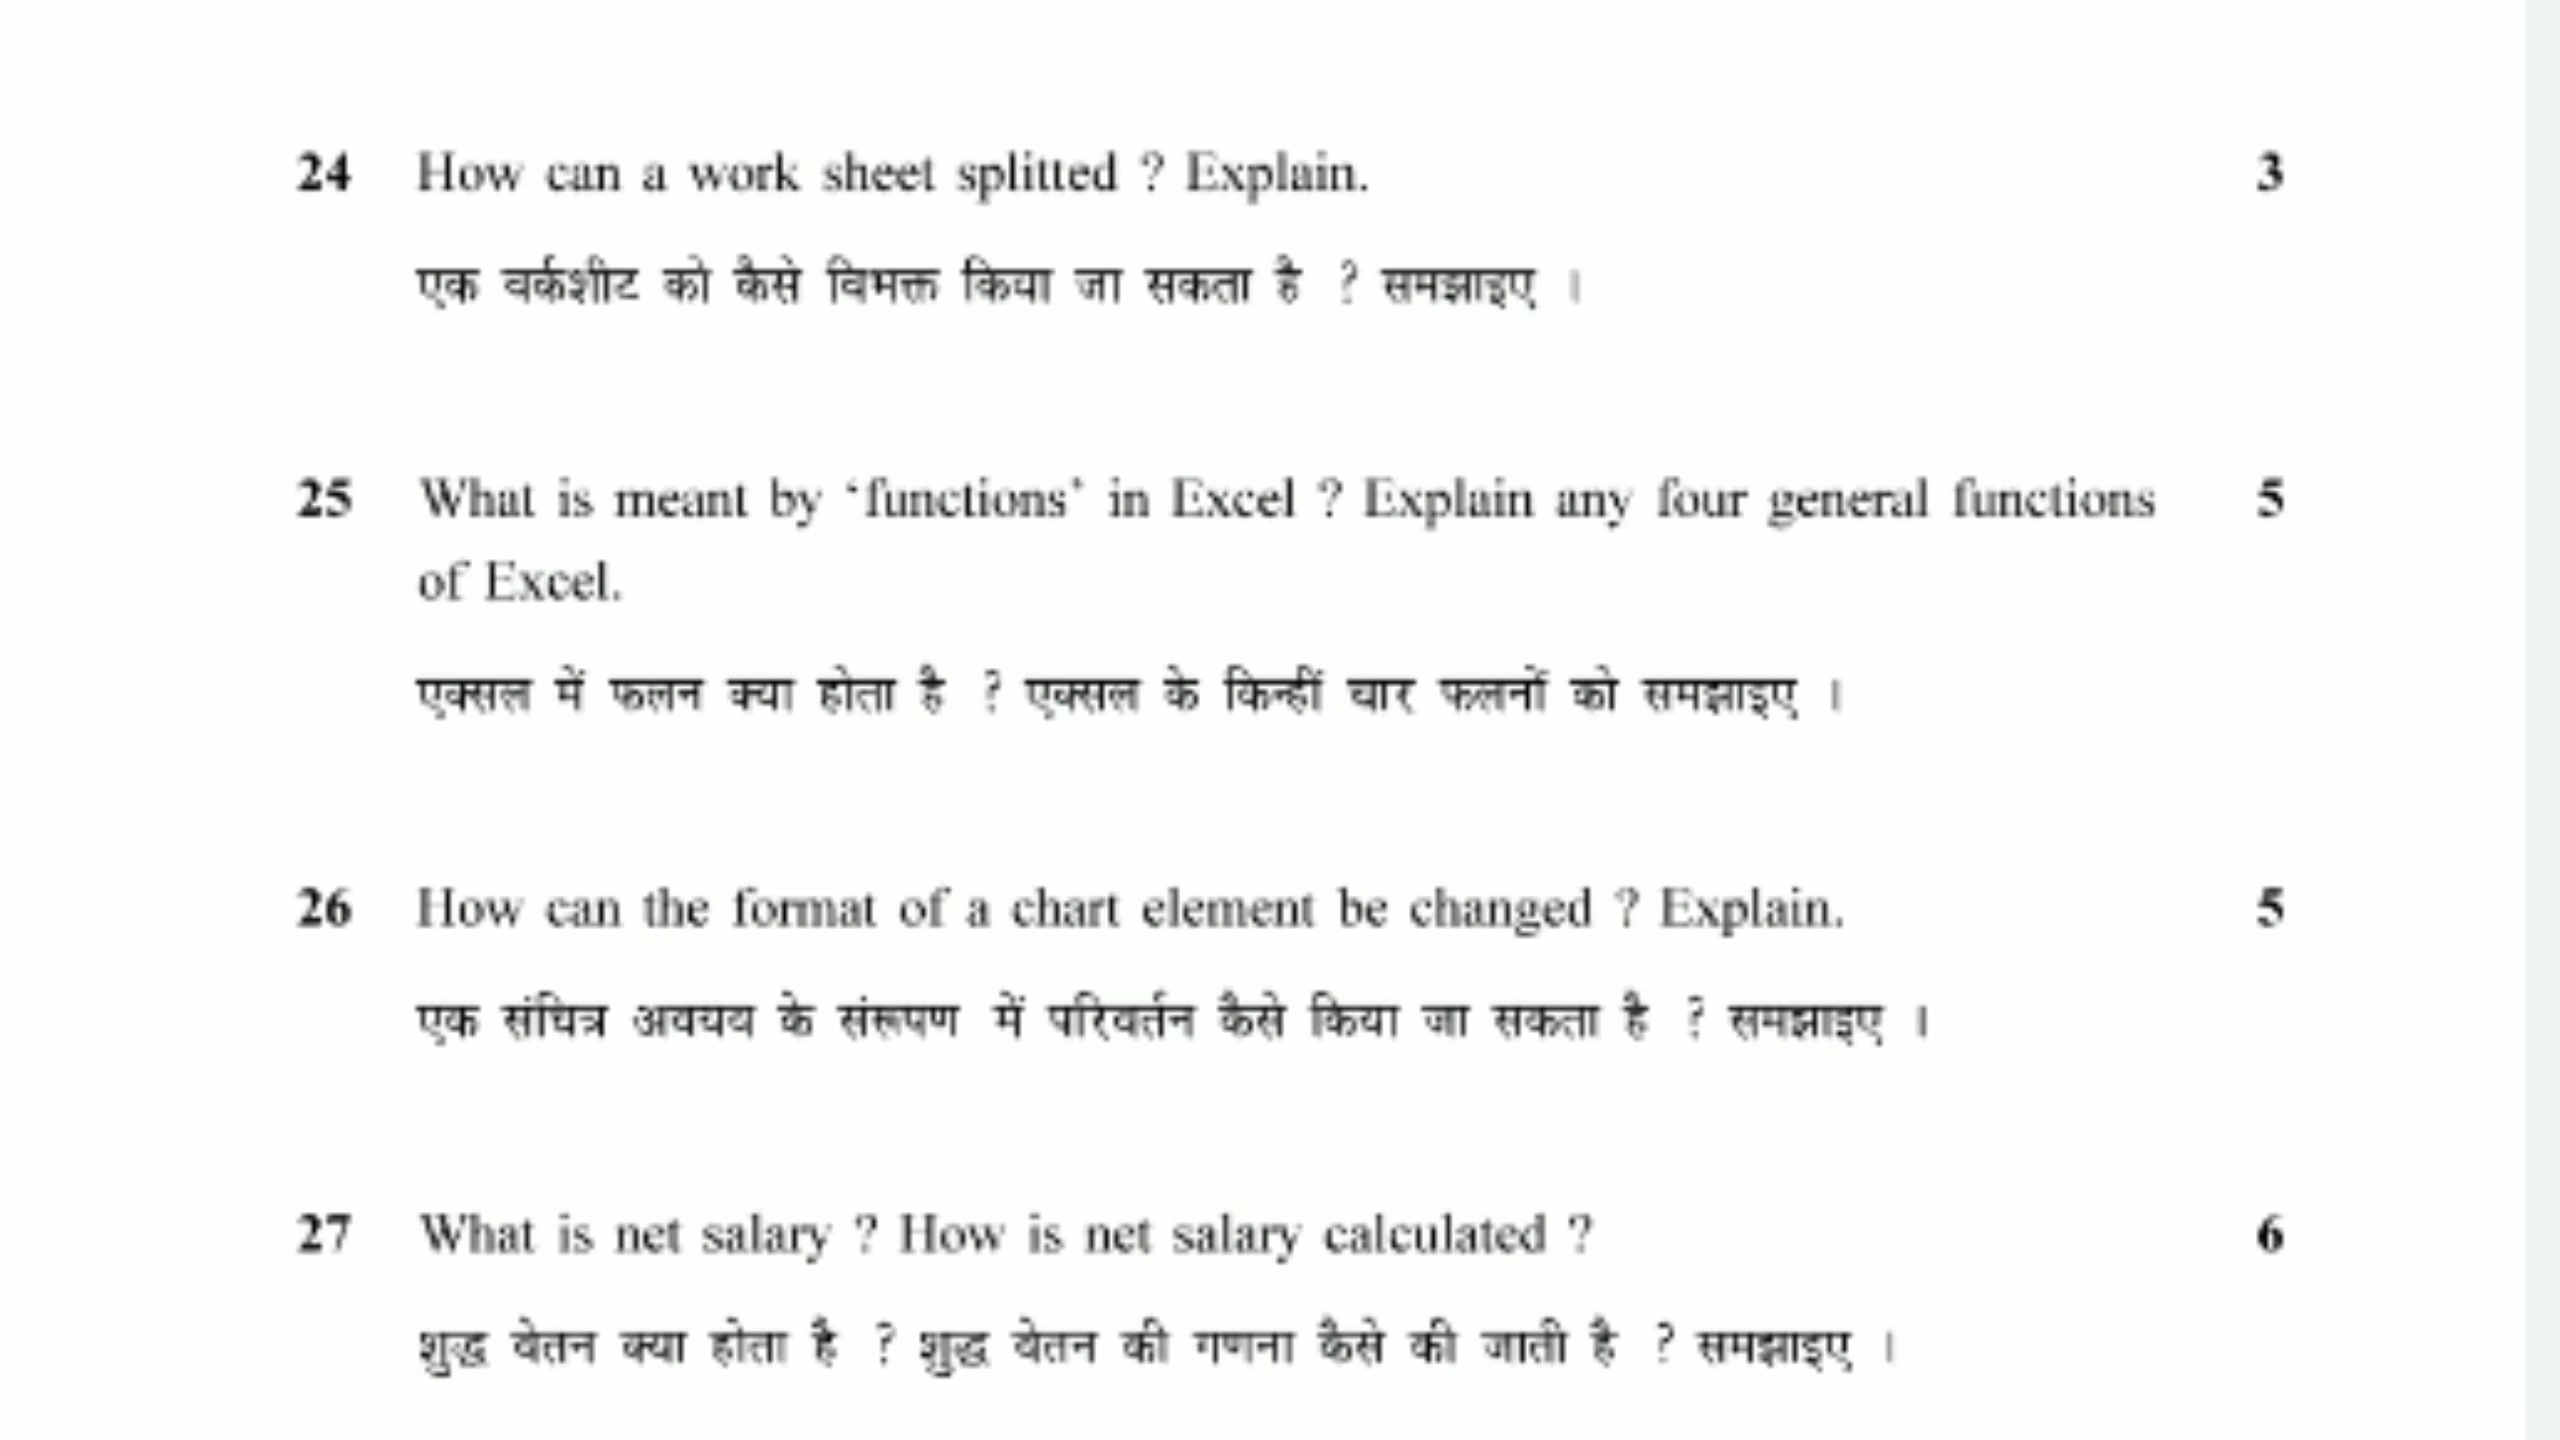 24 How can a work sheet splitted ? Explain. 3
एक वर्कशीट को कैसे विभक्त किया जा सकता है ? समझाइए ।
25 What is meant by ‘functions’ in Excel ? Explain any four general functions 5
of Excel.
एक्सल में फलन क्या होता है ? एक्सल के किन्हीं चार फलनों को समझाइए ।
26 How can the format of a chart element be changed ? Explain. 5
एक संचित्र अवयव के संरूपण में परिवर्तन कैसे किया जा सकता है ? समझाइए ।
27 What is net salary ? How is net salary calculated ? 6
शुद्ध वेतन क्या होता है ? शुद्ध वेतन की गणना कैसे की जाती है ? समझाइए ।